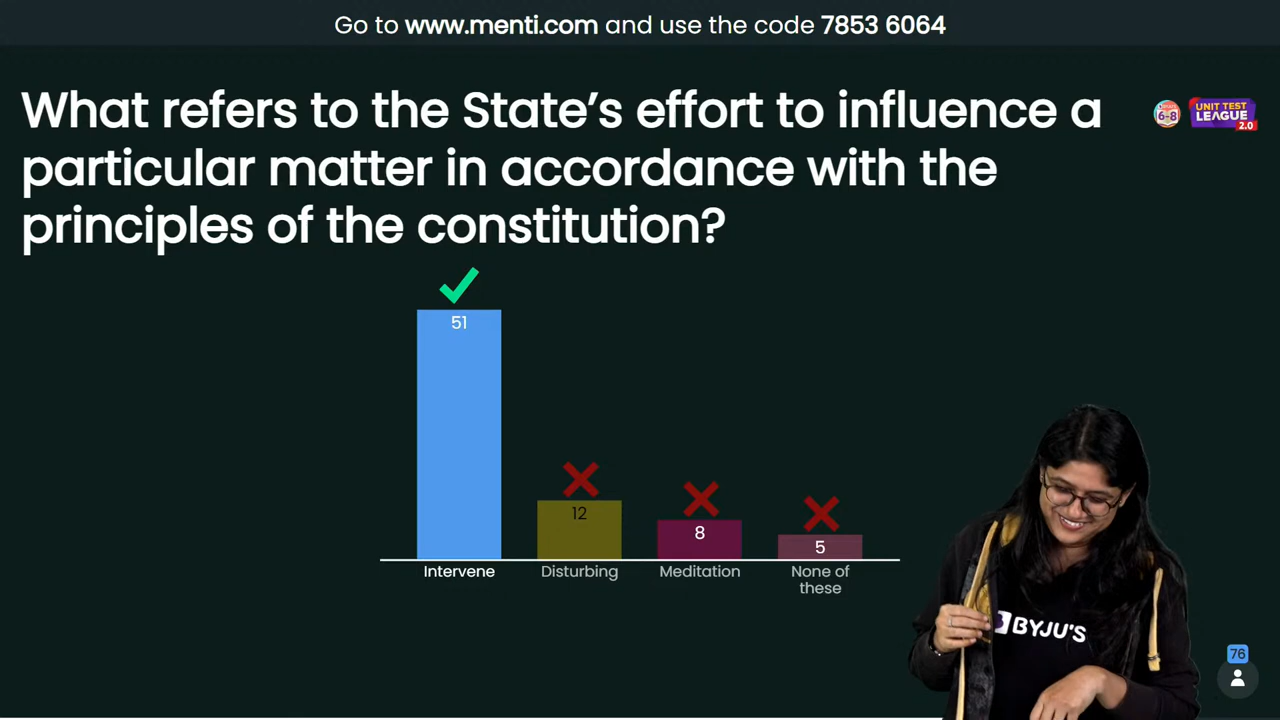 Go to www.menti.com and use the code 7853 6064
What refers to the State’s effort to influence a
particular matter in accordance with the
principles of the constitution?
6-8
UNIT TEST
LEAGUE
2.0
51
12
8
5
Intervene
Disturbing
Meditation
None of
these
BYJU'S
76